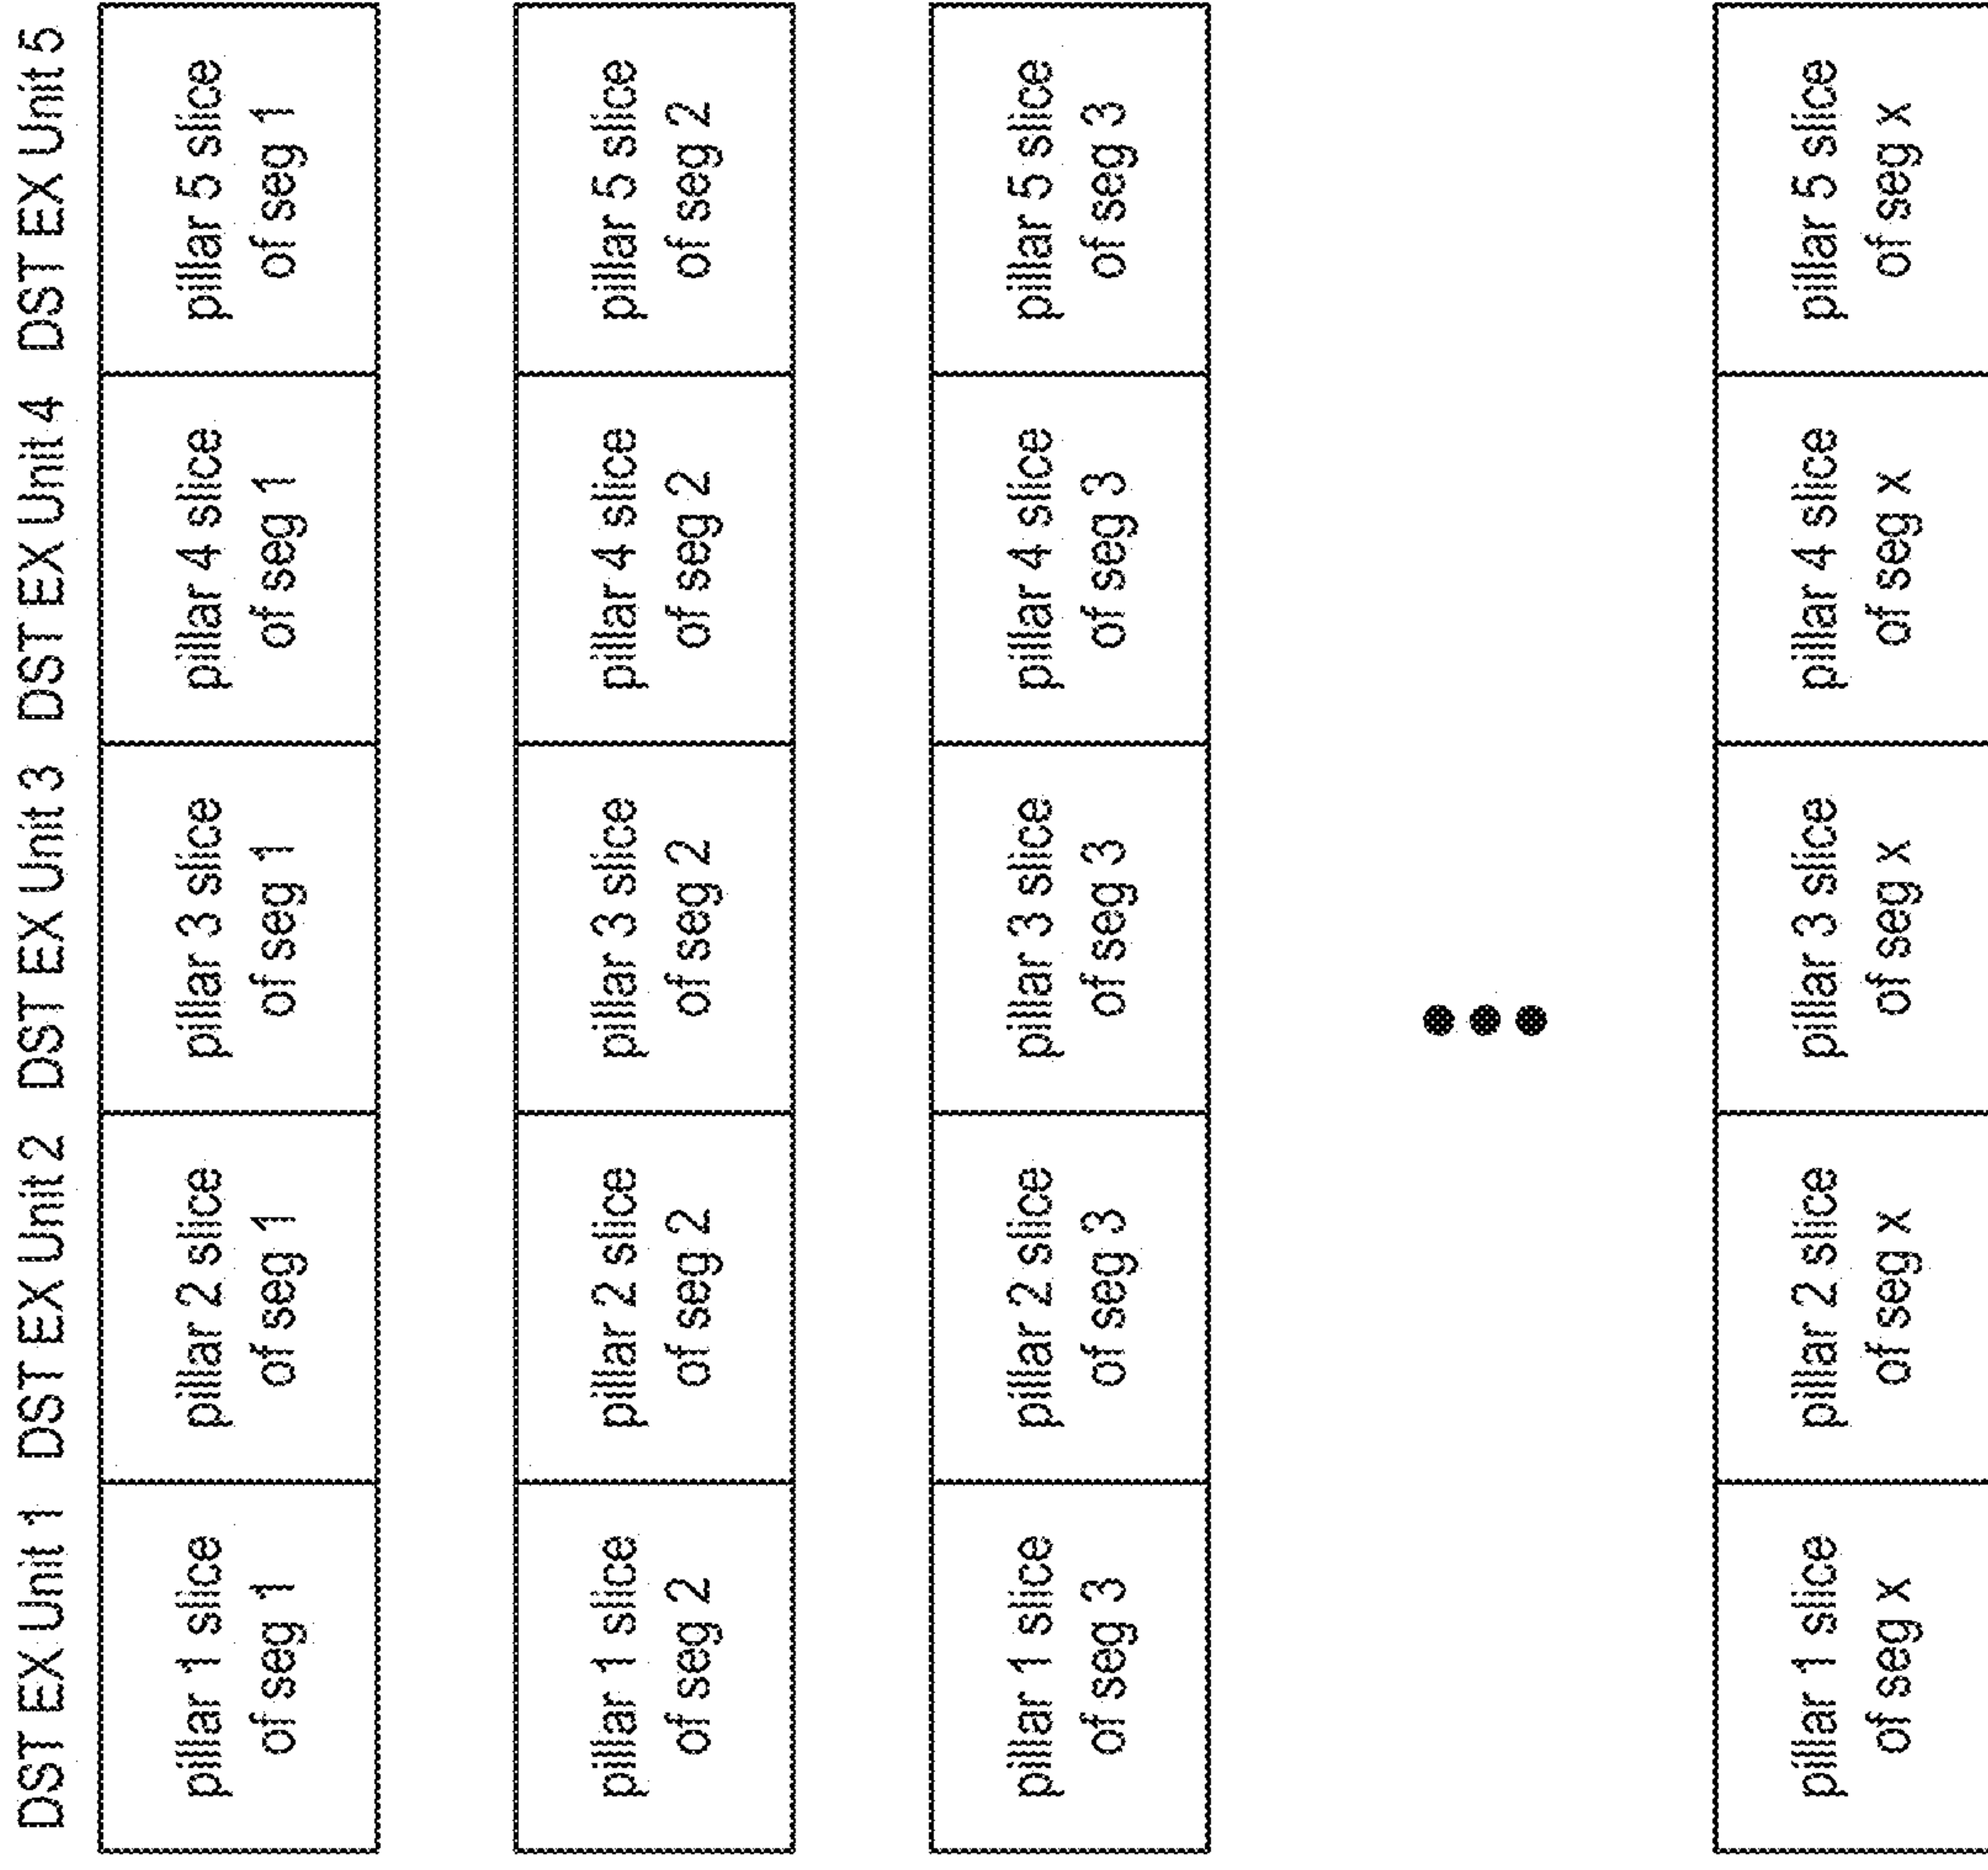 DST EX Unit 1 DST EX Unit 2 DST EX Unit 3 DST EX Unit 4 DST EX Unit 5
pillar 1 slice
of seg 1
pillar 2 slice
of seg 1
pillar 3 slice
of seg 1
pillar 4 slice
of seg 1
pillar 5 slice
of seg 1
pillar 1 slice
of seg 2
pillar 2 slice
of seg 2
pillar 3 slice
of seg 2
pillar 4 slice
of seg 2
pillar 5 slice
of seg 2
pillar 1 slice
of seg 3
pillar 2 slice
of seg 3
pillar 3 slice
of seg 3
pillar 4 slice
of seg 3
pillar 5 slice
of seg 3
pillar 1 slice
of seg x
pillar 2 slice
of seg x
pillar 3 slice
of seg x
pillar 4 slice
of seg x
pillar 5 slice
of seg x